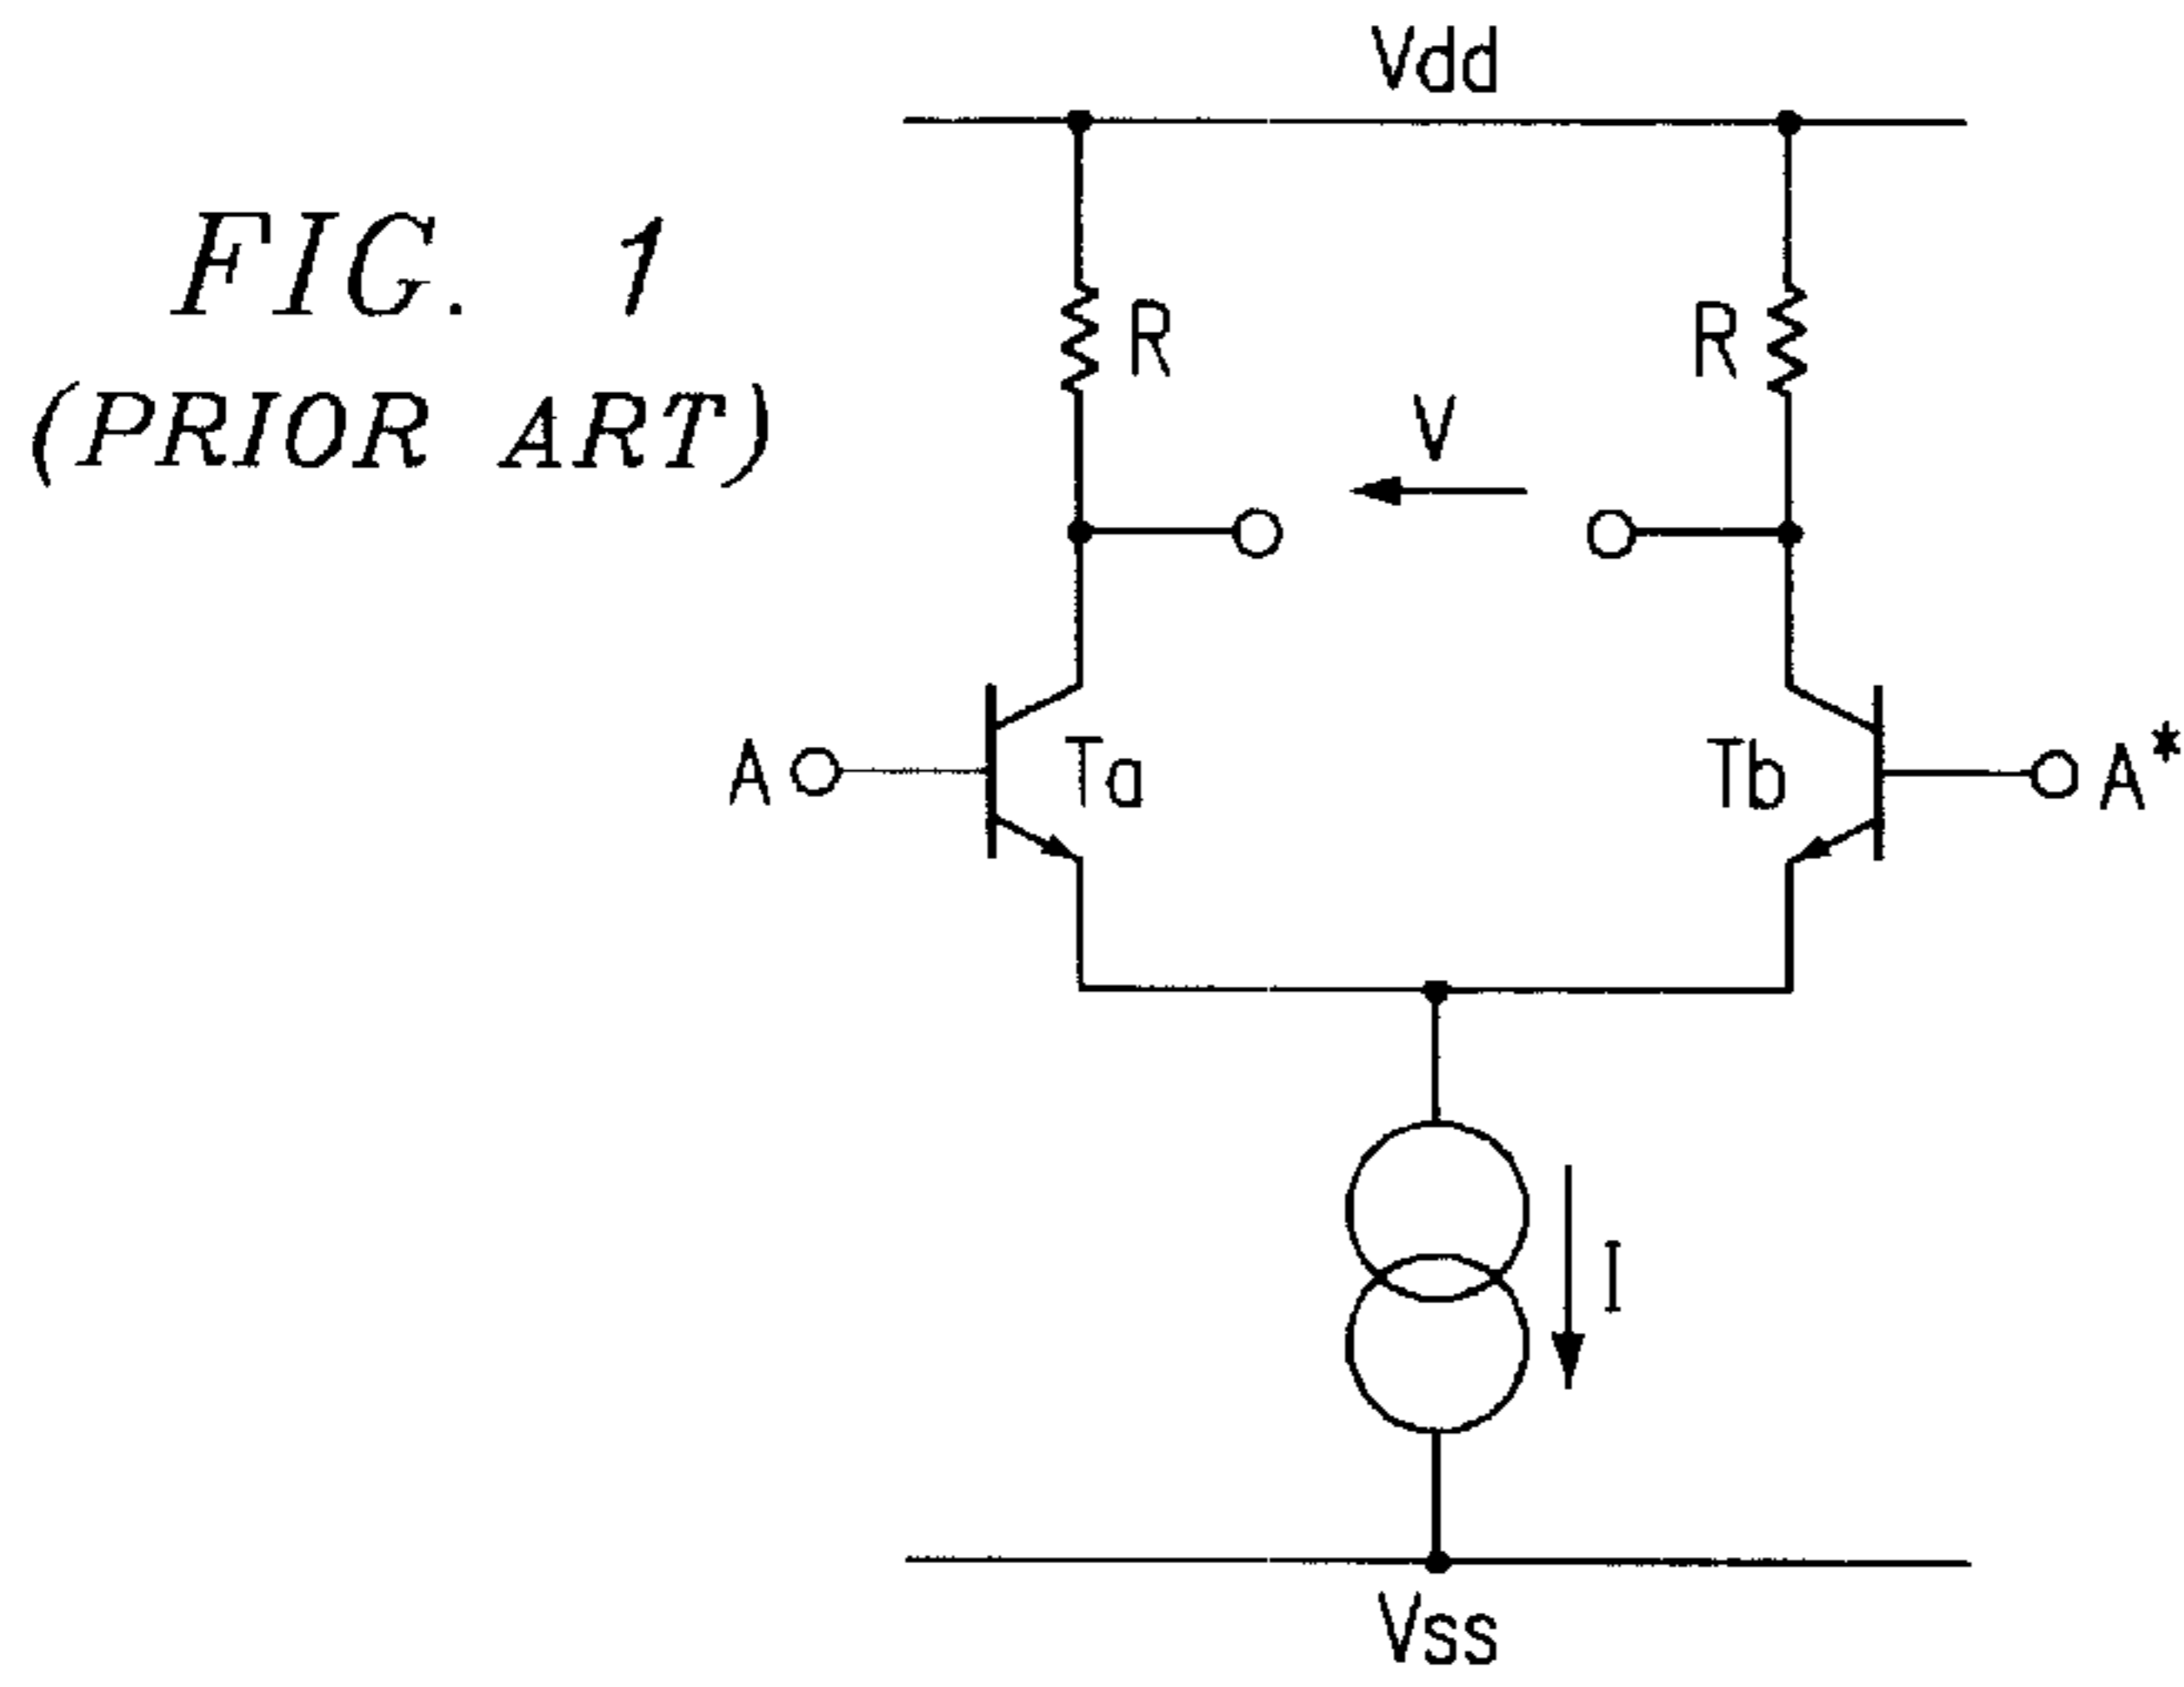 Vdd
FIG. 1
R R
(PRIOR ART)
V
A Ta Tb A*
I
Vss